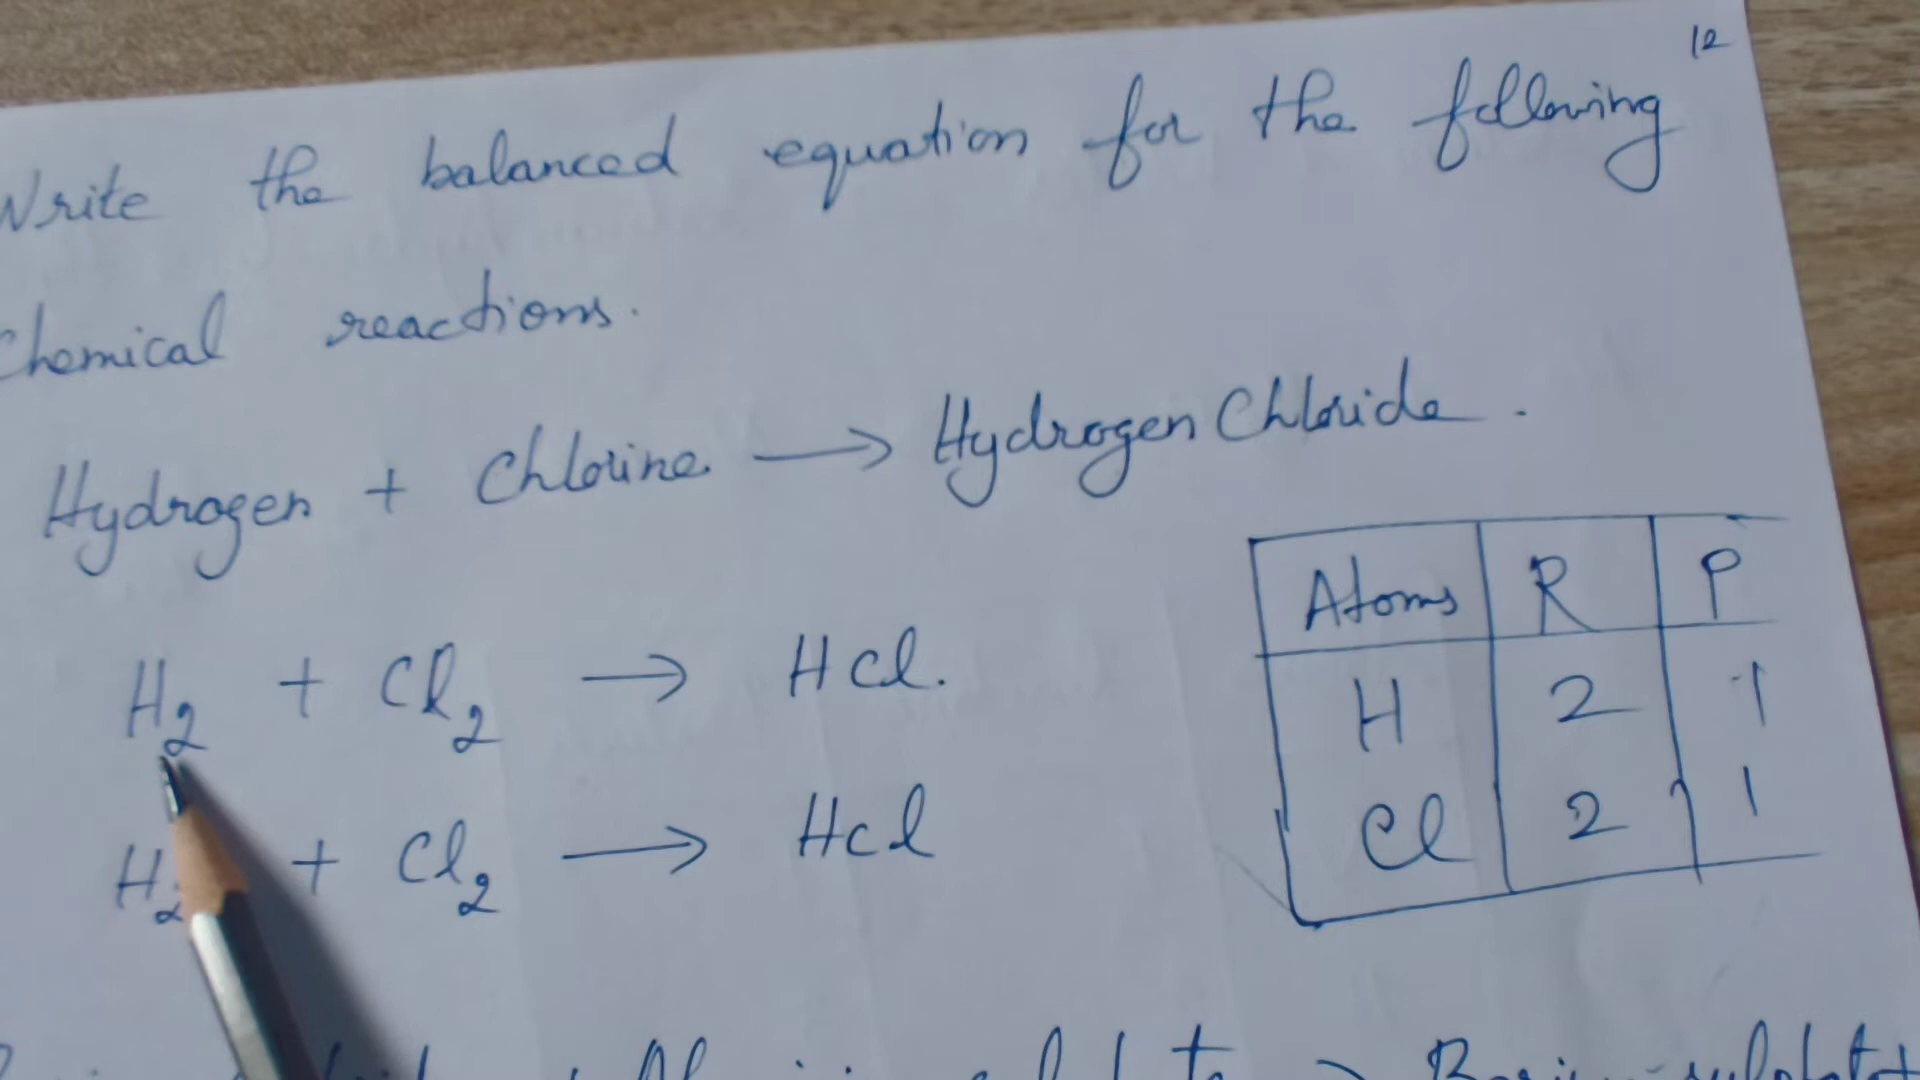 12
Write the balanced equation for the following
Chemical reactions.
Hydrogen + Chlorine → Hydrogen Chloride.
H₂ + Cl₂ → HCl.
H₂ + Cl₂ → Hcl
Atoms R P
H 2 1
Cl 2 1